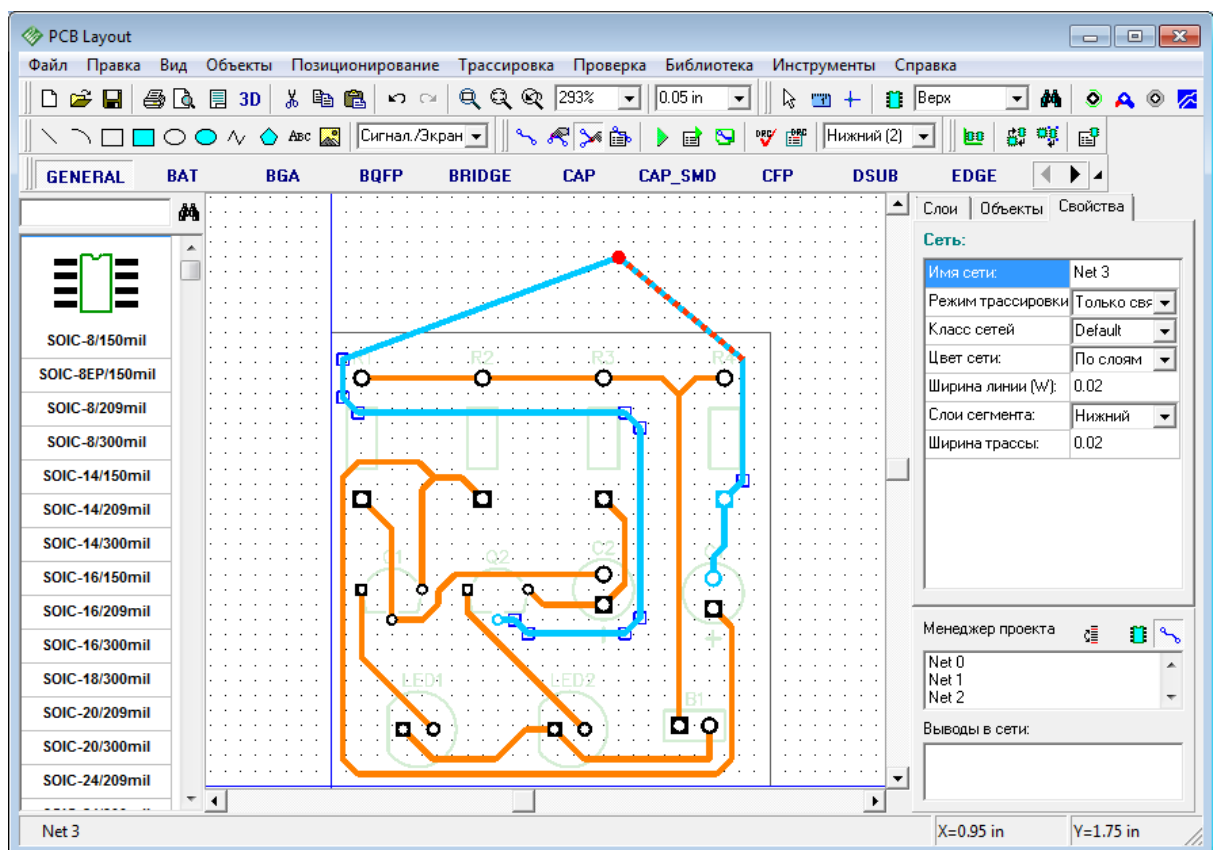 PCB Layout
Файл Правка Вид Объекты Позиционирование Трассировка Проверка Библиотека Инструменты Справка
3D 293% 0.05 in Верх
ABC Сигнал./Экран DRC DRC Нижний (2)
GENERAL BAT BGA BQFP BRIDGE CAP CAP_SMD CFP DSUB EDGE
SOIC-8/150mil
SOIC-8EP/150mil
SOIC-8/209mil
SOIC-8/300mil
SOIC-14/150mil
SOIC-14/209mil
SOIC-14/300mil
SOIC-16/150mil
SOIC-16/209mil
SOIC-16/300mil
SOIC-18/300mil
SOIC-20/209mil
SOIC-20/300mil
SOIC-24/209mil
R2 R3 R4
Q1 Q2 C2
LED1 LED2 B1
Слои Объекты Свойства
Сеть:
Имя сети: Net 3
Режим трассировки Только свя
Класс сетей Default
Цвет сети: По слоям
Ширина линии (W): 0.02
Слои сегмента: Нижний
Ширина трассы: 0.02
Менеджер проекта
Net 0
Net 1
Net 2
Выводы в сети:
Net 3 X=0.95 in Y=1.75 in